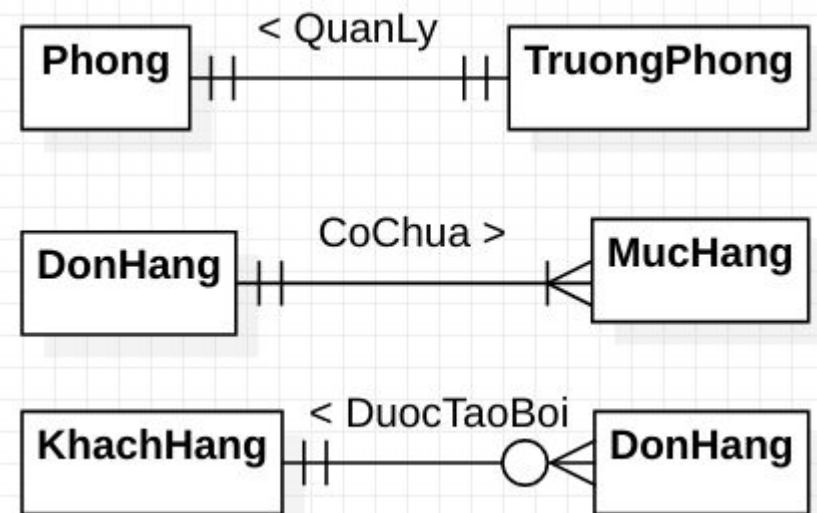 < QuanLy
Phong
TruongPhong
CoChua >
DonHang
MucHang
< DuocTaoBoi
KhachHang
DonHang